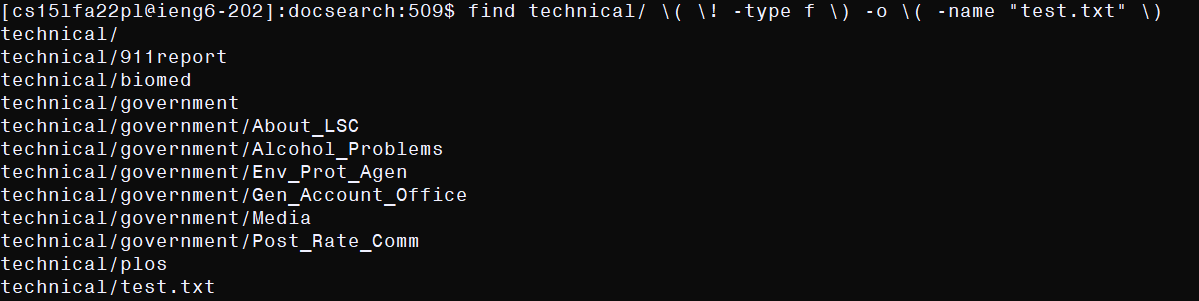 [cs15lfa22pl@ieng6-202]:docsearch:509$ find technical/ \( \! -type f \) -o \( -name "test.txt" \)
technical/
technical/911report
technical/biomed
technical/government
technical/government/About_LSC
technical/government/Alcohol_Problems
technical/government/Env_Prot_Agen
technical/government/Gen_Account_Office
technical/government/Media
technical/government/Post_Rate_Comm
technical/plos
technical/test.txt